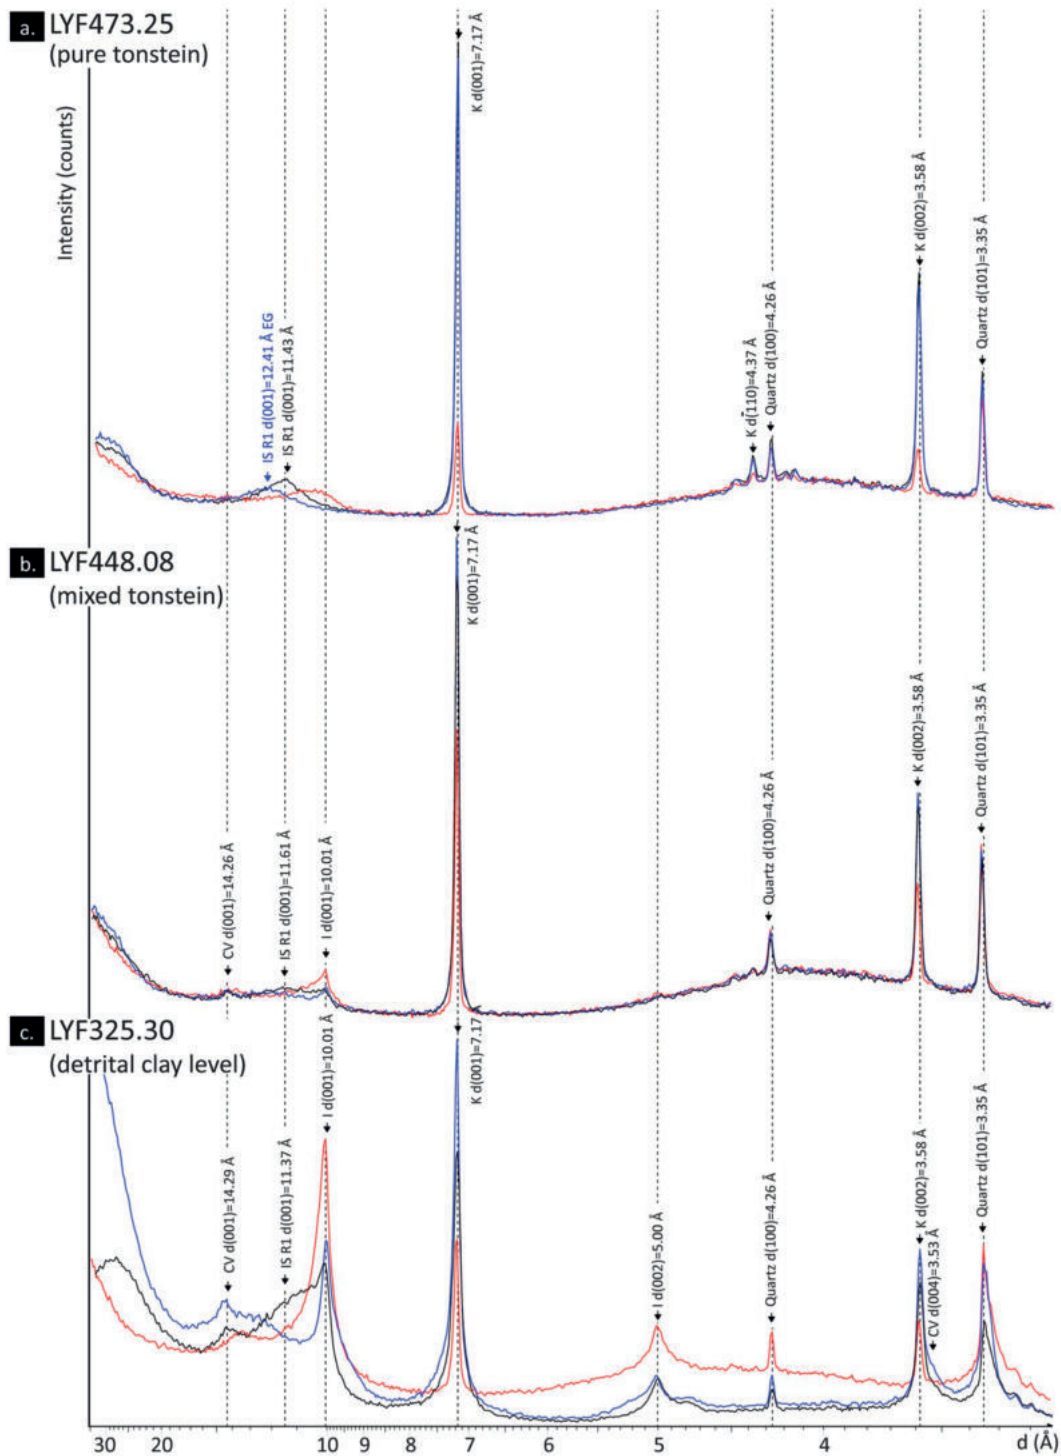 a. LYF473.25
(pure tonstein)
Intensity (counts)
IS R1 d(001)=12.41 Å EG
IS R1 d(001)=11.43 Å
K d(001)=7.17 Å
K d(1̄10)=4.37 Å
Quartz d(100)=4.26 Å
K d(002)=3.58 Å
Quartz d(101)=3.35 Å
b. LYF448.08
(mixed tonstein)
CV d(001)=14.26 Å
IS R1 d(001)=11.61 Å
I d(001)=10.01 Å
K d(001)=7.17 Å
Quartz d(100)=4.26 Å
K d(002)=3.58 Å
Quartz d(101)=3.35 Å
c. LYF325.30
(detrital clay level)
CV d(001)=14.29 Å
IS R1 d(001)=11.37 Å
I d(001)=10.01 Å
K d(001)=7.17 Å
I d(002)=5.00 Å
Quartz d(100)=4.26 Å
K d(002)=3.58 Å
CV d(004)=3.53 Å
Quartz d(101)=3.35 Å
30 20 10 9 8 7 6 5 4 d (Å)